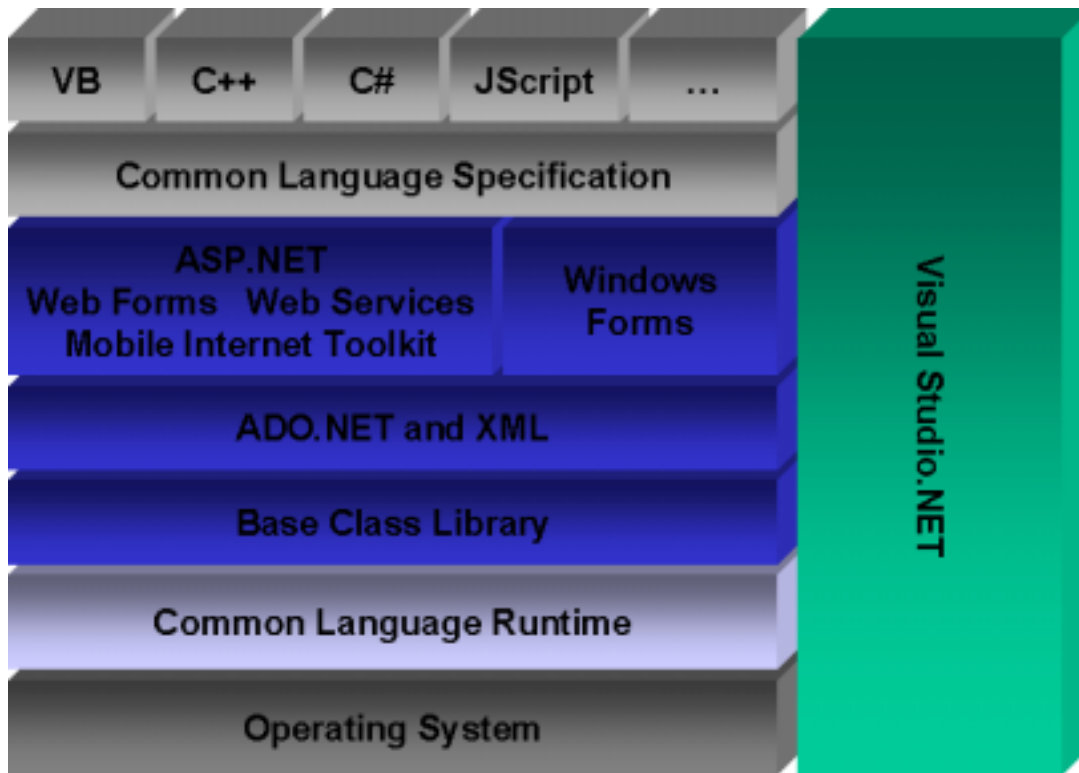 VB
C++
C#
JScript
...
Common Language Specification
ASP.NET
Web Forms Web Services
Mobile Internet Toolkit
Windows
Forms
ADO.NET and XML
Base Class Library
Common Language Runtime
Operating System
Visual Studio.NET